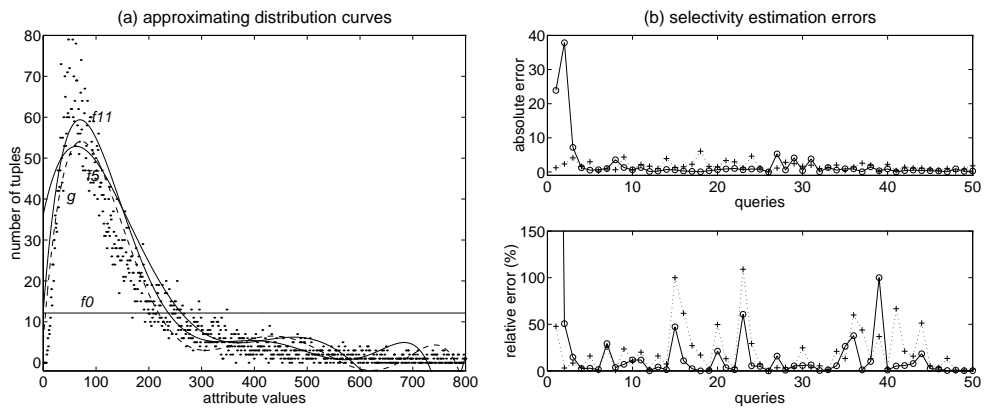 (a) approximating distribution curves
80
70
60
50
40
30
20
10
0
number of tuples
f11
f5
g
f0
0 100 200 300 400 500 600 700 800
attribute values
(b) selectivity estimation errors
40
30
20
10
0
absolute error
0 10 20 30 40 50
queries
150
100
50
0
relative error (%)
0 10 20 30 40 50
queries